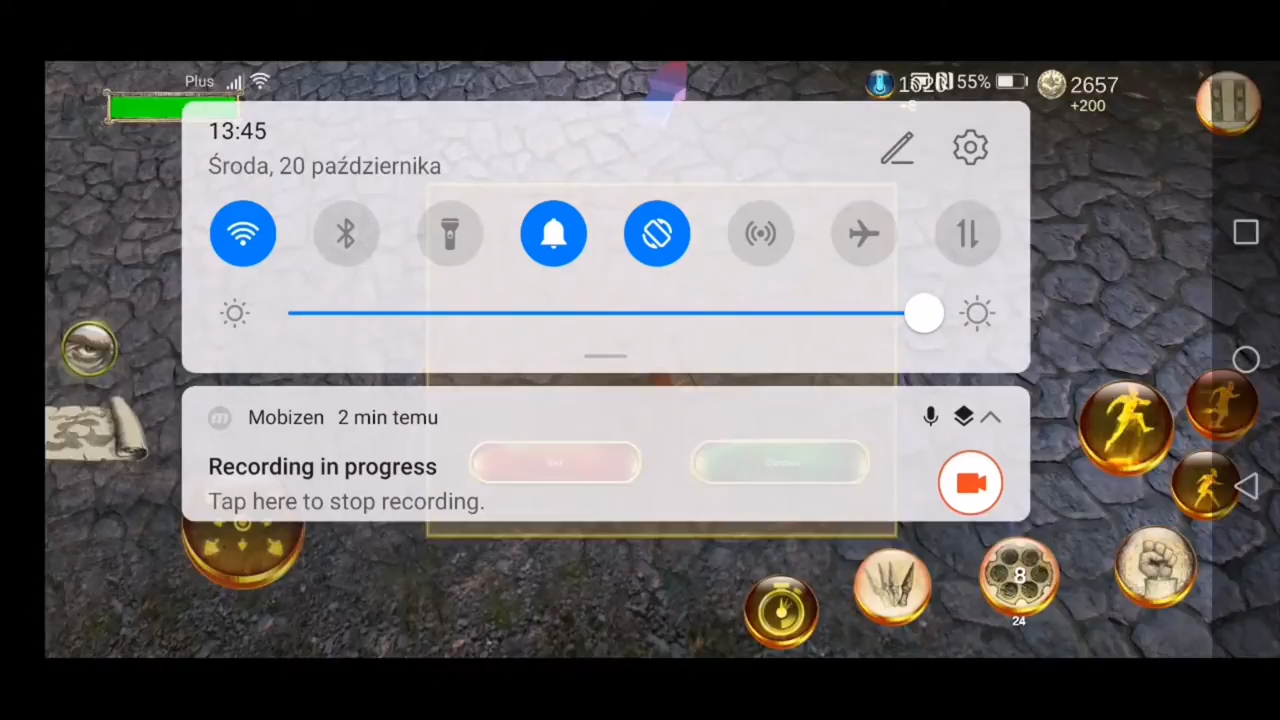 Plus
55%
2657
+200
13:45
Środa, 20 października
Mobizen 2 min temu
Recording in progress
Tap here to stop recording.
8
24